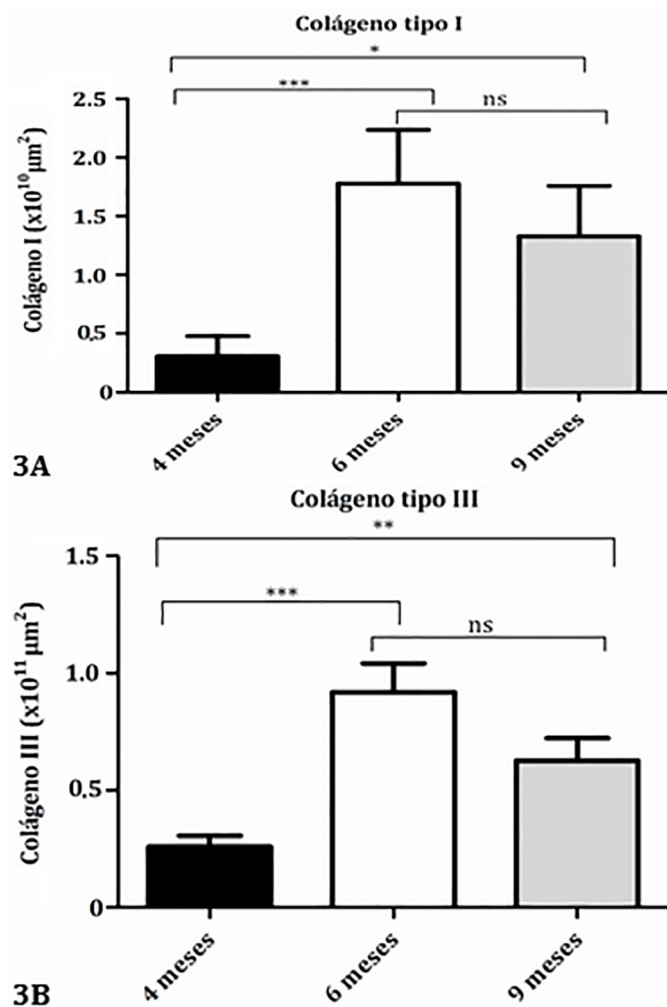 Colágeno tipo I
*
***
ns
Colágeno I (x10¹⁰ μm²)
2.5
2.0
1.5
1.0
0.5
0
4 meses
6 meses
9 meses
3A
Colágeno tipo III
**
***
ns
Colágeno III (x10¹¹ μm²)
1.5
1.0
0.5
0
4 meses
6 meses
9 meses
3B